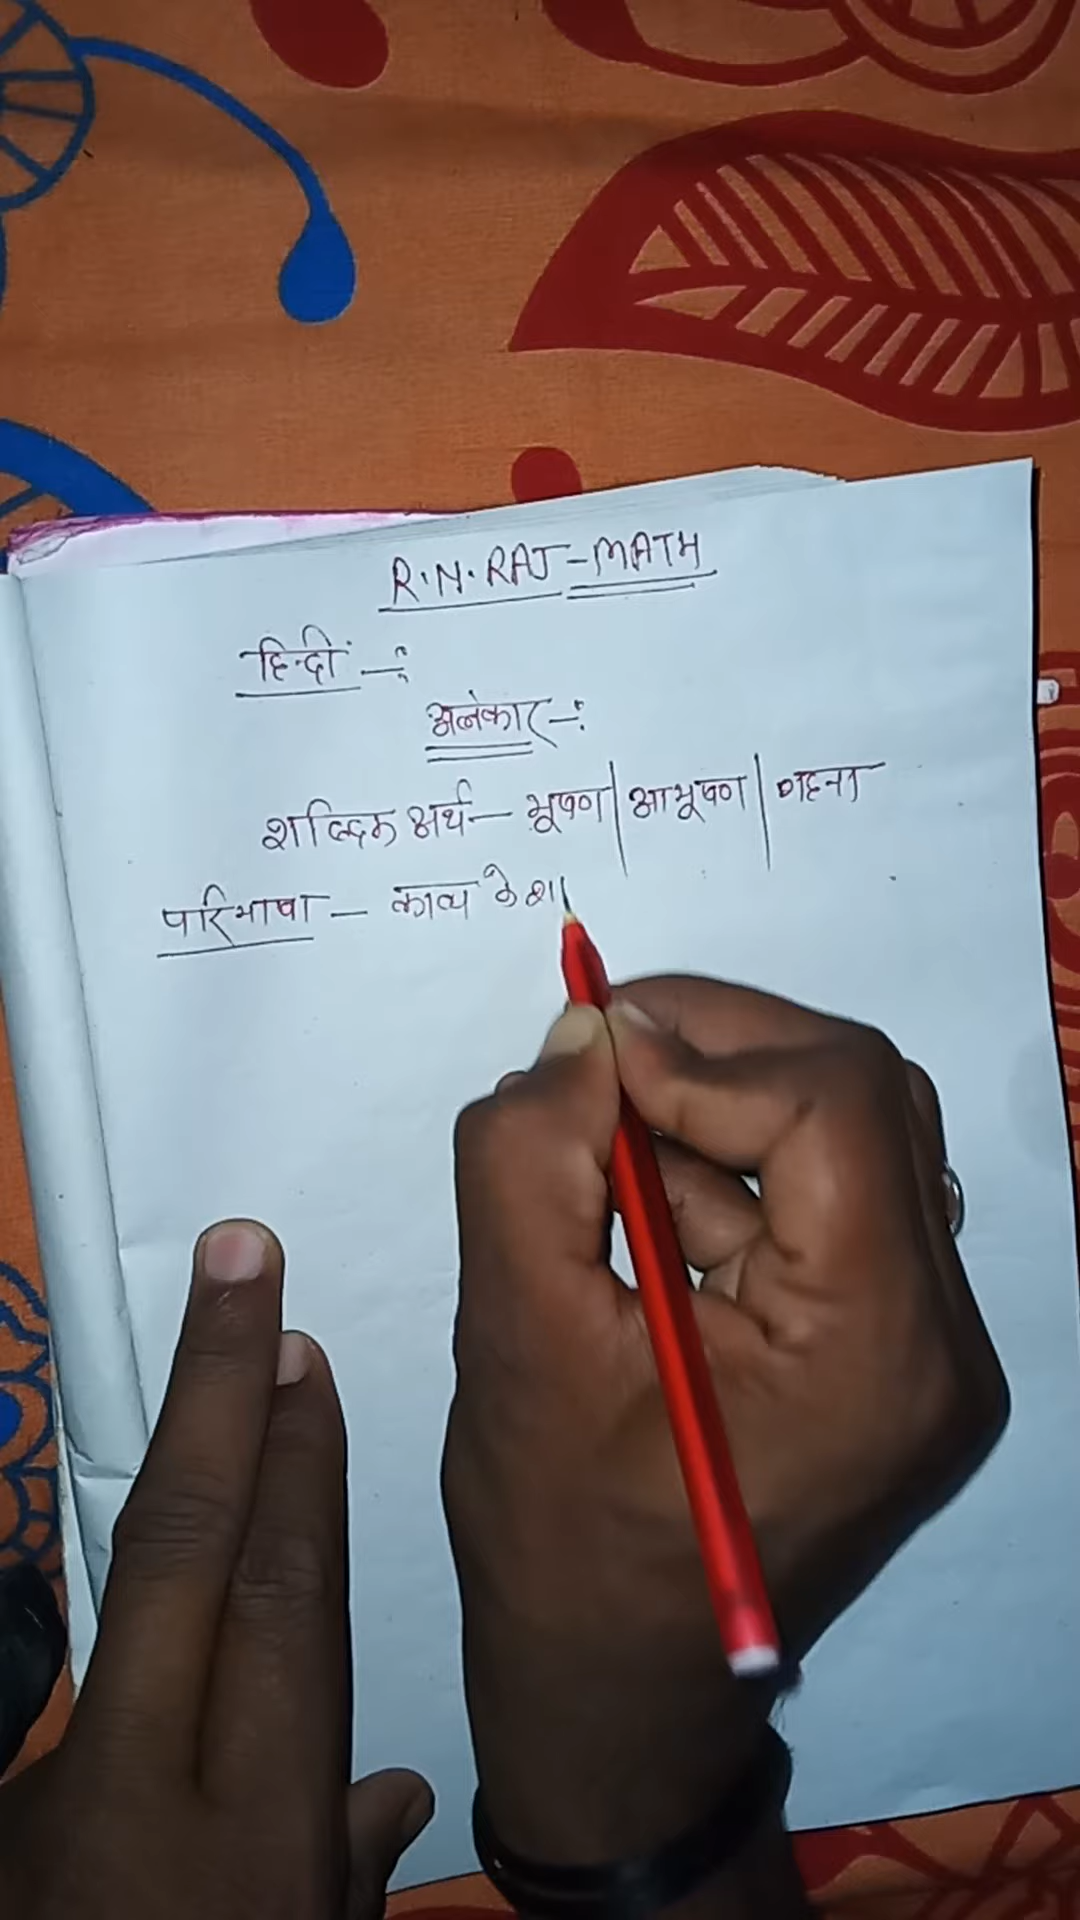 R.N.RAJ-MATH
हिन्दीं -:
अलंकार -:
शाब्दिक अर्थ - भूषण | आभूषण | गहना
परिभाषा - काव्य के शा